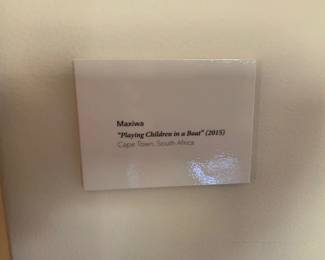 Maxiwa
"Playing Children in a Boat" (2015)
Cape Town, South Africa